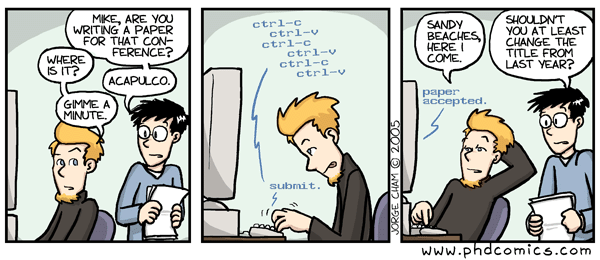 MIKE, ARE YOU
WRITING A PAPER
FOR THAT CON-
FERENCE?
WHERE
IS IT?
ACAPULCO.
GIMME A
MINUTE.
ctrl-c
ctrl-v
ctrl-c
ctrl-v
ctrl-c
ctrl-v
submit.
JORGE CHAM © 2005
SANDY
BEACHES,
HERE I
COME.
SHOULDN'T
YOU AT LEAST
CHANGE THE
TITLE FROM
LAST YEAR?
paper
accepted.
www.phdcomics.com